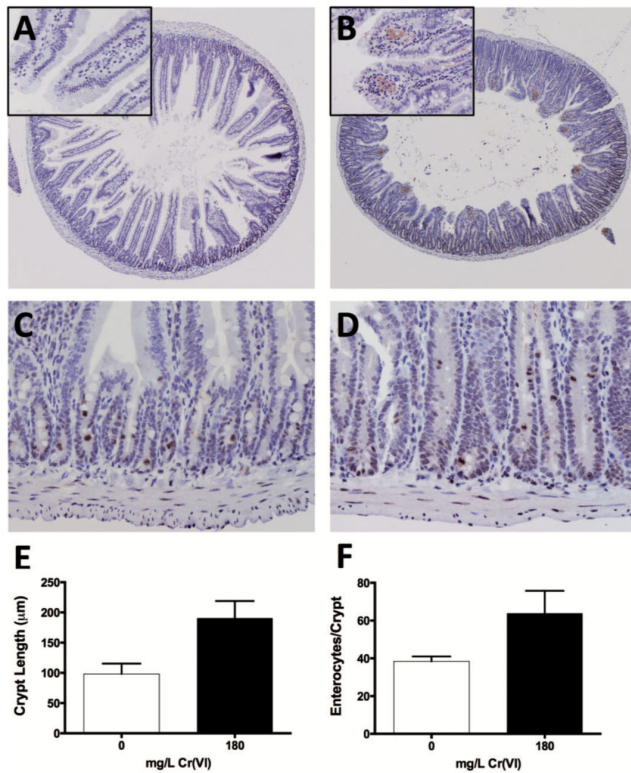 A
B
C
D
E
F
Crypt Length (μm)
250
200
150
100
50
0
0
180
mg/L Cr(VI)
Enterocytes/Crypt
80
60
40
20
0
0
180
mg/L Cr(VI)